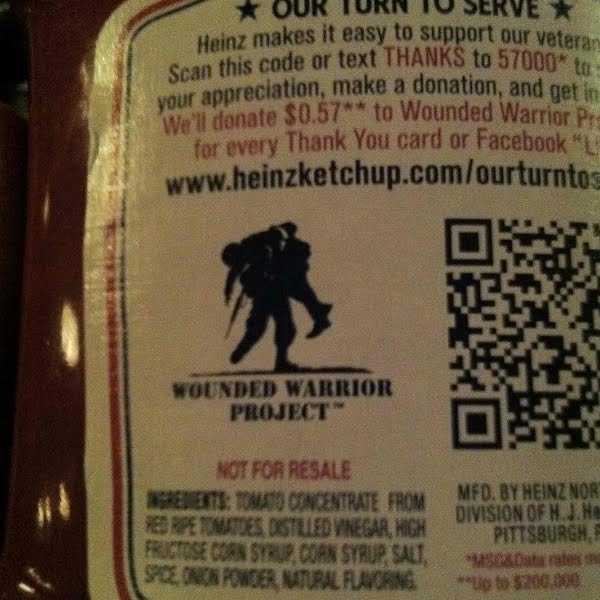 ★ OUR TURN TO SERVE ★
Heinz makes it easy to support our veteran
Scan this code or text THANKS to 57000* to
your appreciation, make a donation, and get in
We'll donate $0.57** to Wounded Warrior Pr
for every Thank You card or Facebook "L
www.heinzketchup.com/ourturntos
WOUNDED WARRIOR
PROJECT™
NOT FOR RESALE
INGREDIENTS: TOMATO CONCENTRATE FROM
RED RIPE TOMATOES, DISTILLED VINEGAR, HIGH
FRUCTOSE CORN SYRUP, CORN SYRUP, SALT,
SPICE, ONION POWDER, NATURAL FLAVORING.
MFD. BY HEINZ NOR
DIVISION OF H. J. He
PITTSBURGH, P
*MSG&Data rates m
**Up to $200,000